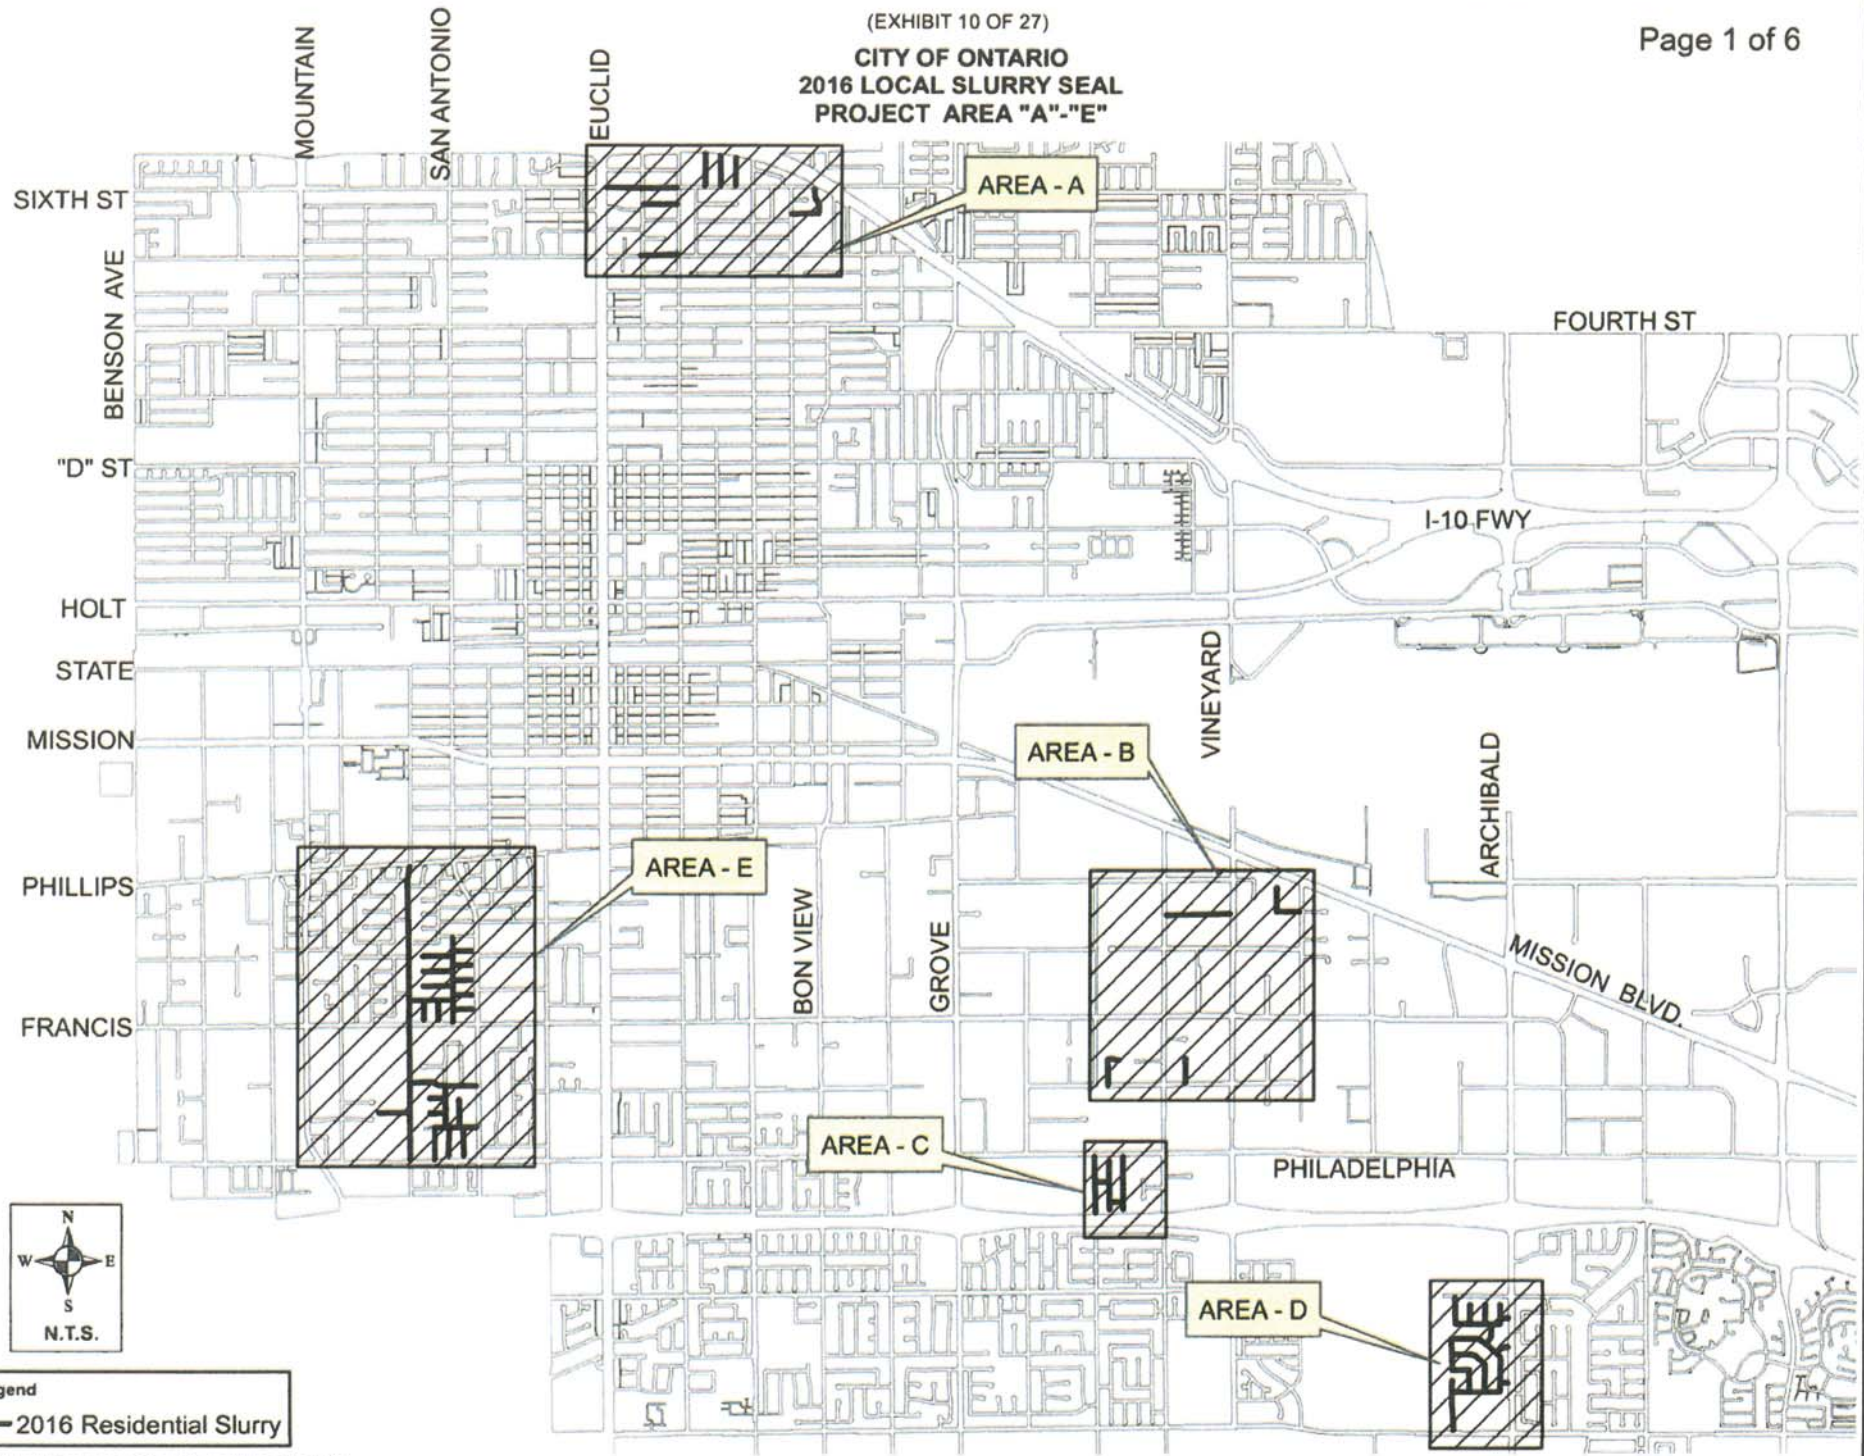 (EXHIBIT 10 OF 27)
CITY OF ONTARIO
2016 LOCAL SLURRY SEAL
PROJECT AREA "A"-"E"
Page 1 of 6
MOUNTAIN
SAN ANTONIO
EUCLID
SIXTH ST
AREA - A
BENSON AVE
FOURTH ST
"D" ST
I-10 FWY
HOLT
STATE
VINEYARD
MISSION
AREA - B
ARCHIBALD
AREA - E
PHILLIPS
BON VIEW
GROVE
MISSION BLVD.
FRANCIS
AREA - C
PHILADELPHIA
N
W E
S
N.T.S.
AREA - D
gend
2016 Residential Slurry